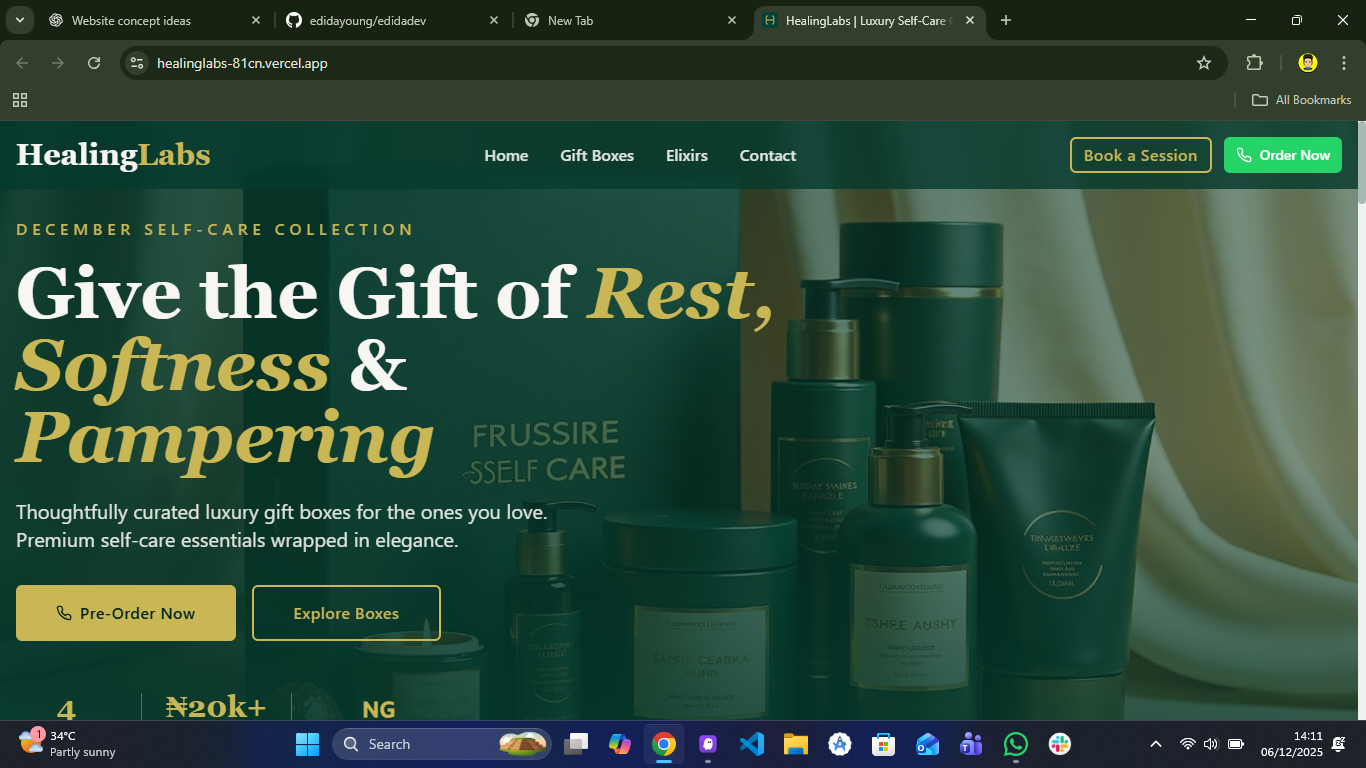 Website concept ideas
edidayoung/edidadev
New Tab
HealingLabs | Luxury Self-Care
healinglabs-81cn.vercel.app
All Bookmarks
HealingLabs
Home
Gift Boxes
Elixirs
Contact
Book a Session
Order Now
DECEMBER SELF-CARE COLLECTION
Give the Gift of Rest,
Softness &
Pampering
FRUSSIRE
SSELF CARE
Thoughtfully curated luxury gift boxes for the ones you love.
Premium self-care essentials wrapped in elegance.
Pre-Order Now
Explore Boxes
4
₦20k+
NG
1
34°C
Partly sunny
Search
14:11
06/12/2025